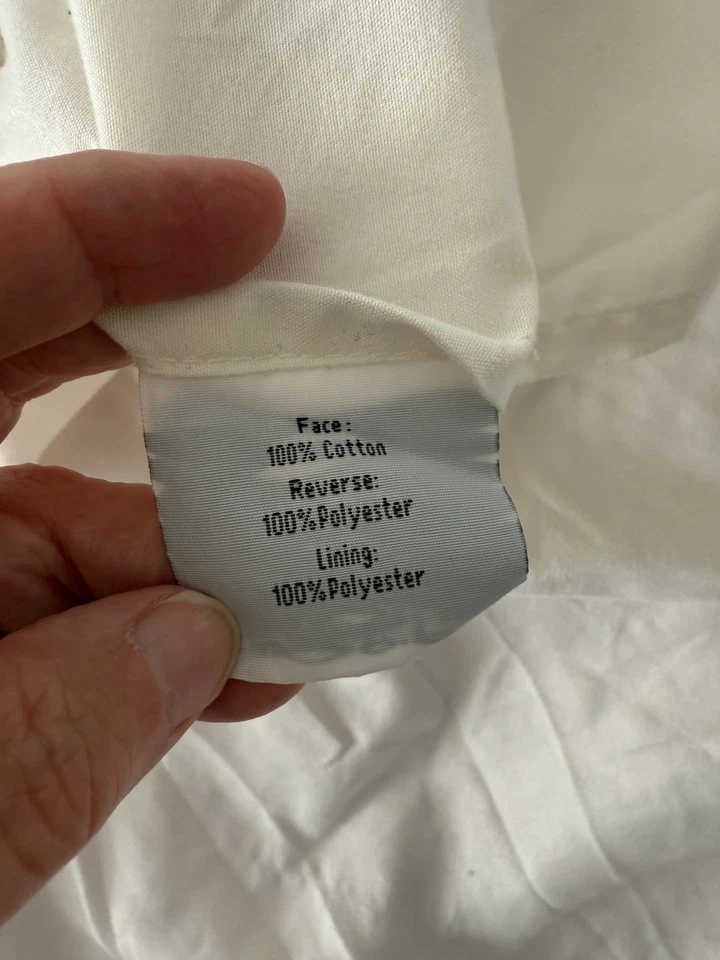 Face:
100% Cotton
Reverse:
100%Polyester
Lining:
100%Polyester